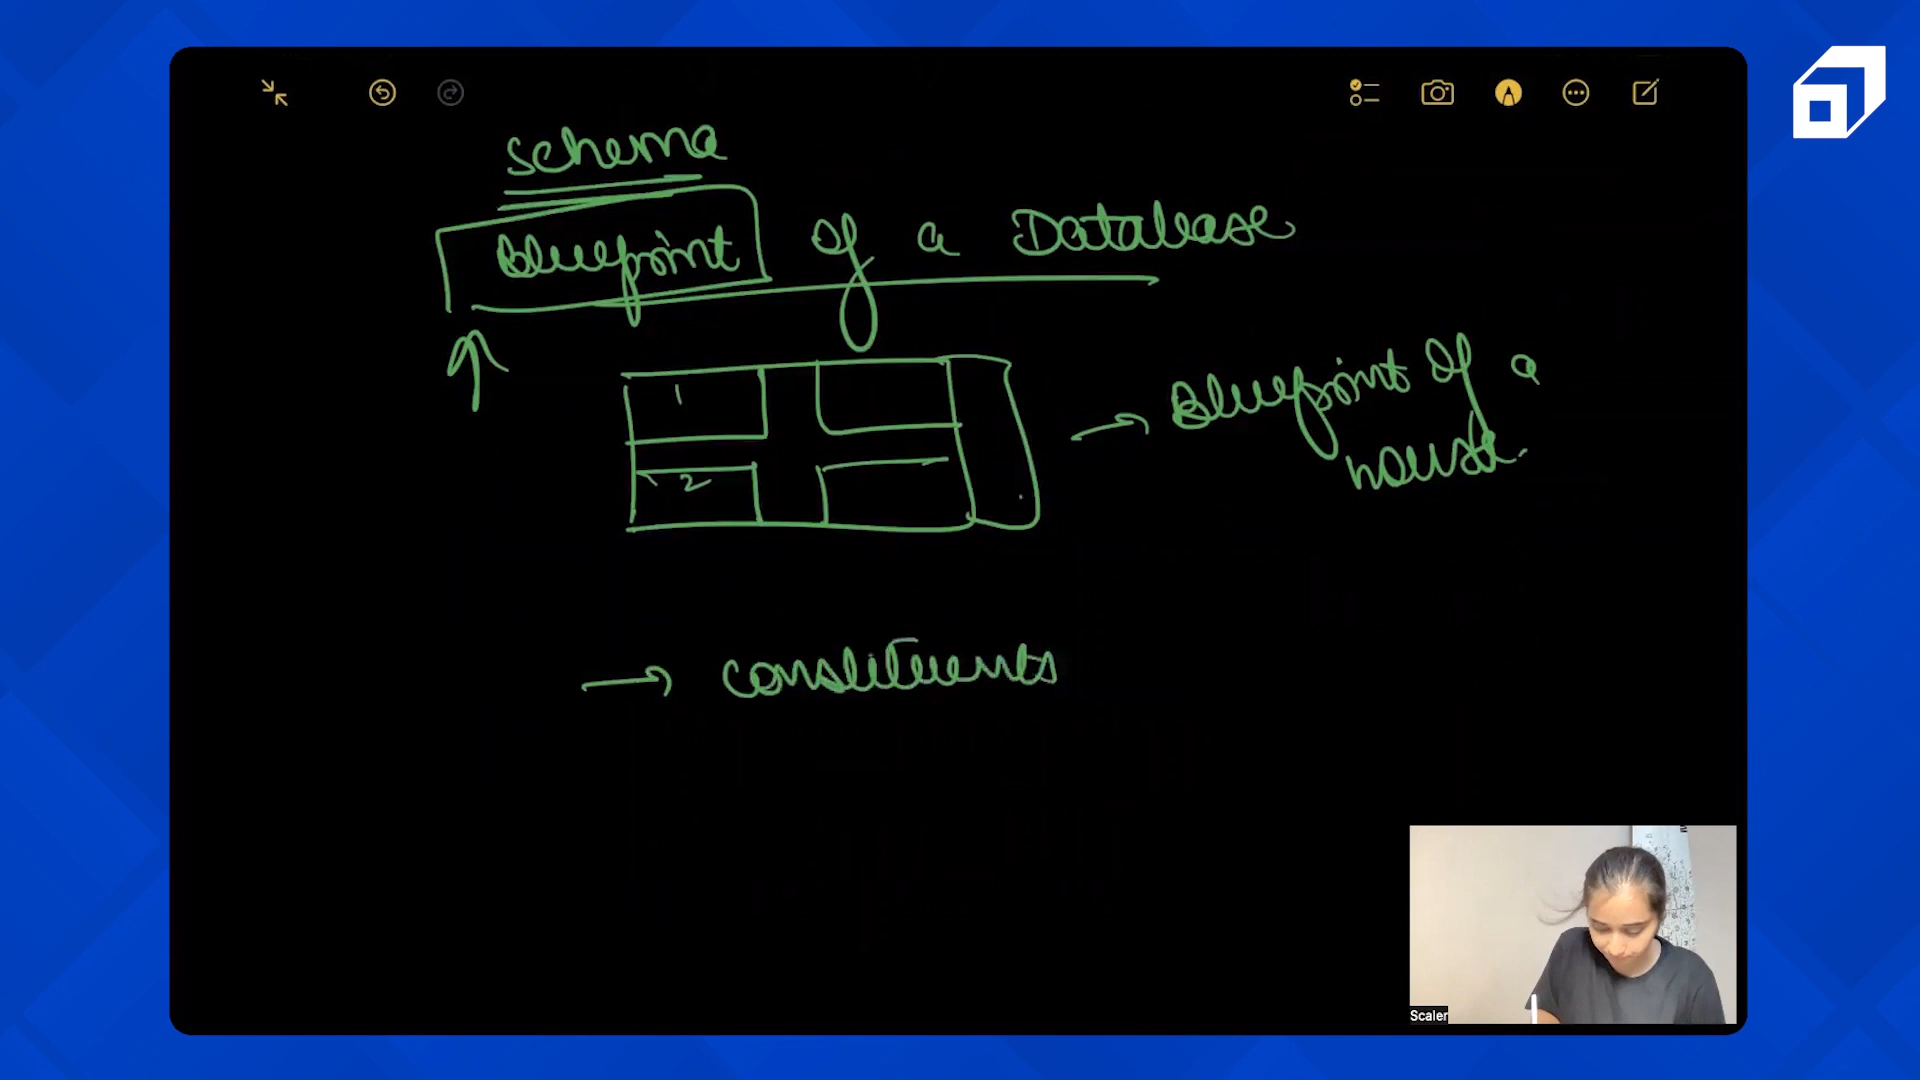 schema
Blueprint of a Database
1
2
→ Blueprint of a
house.
→ constituents
Scaler